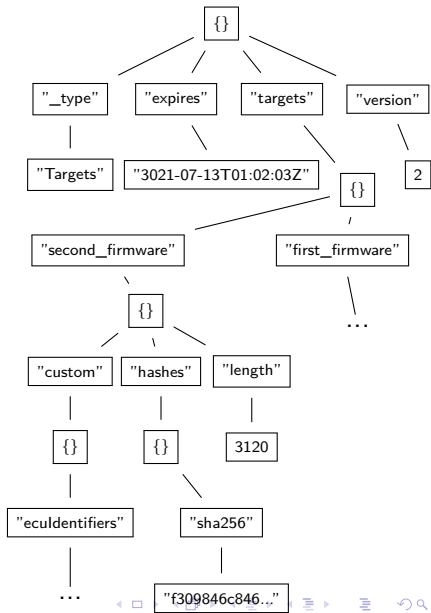 {}
"_type" "expires" "targets" "version"
"Targets" "3021-07-13T01:02:03Z" {} 2
"second_firmware" "first_firmware"
{} ...
"custom" "hashes" "length"
{} {} 3120
"ecuIdentifiers" "sha256"
... "f309846c846..."